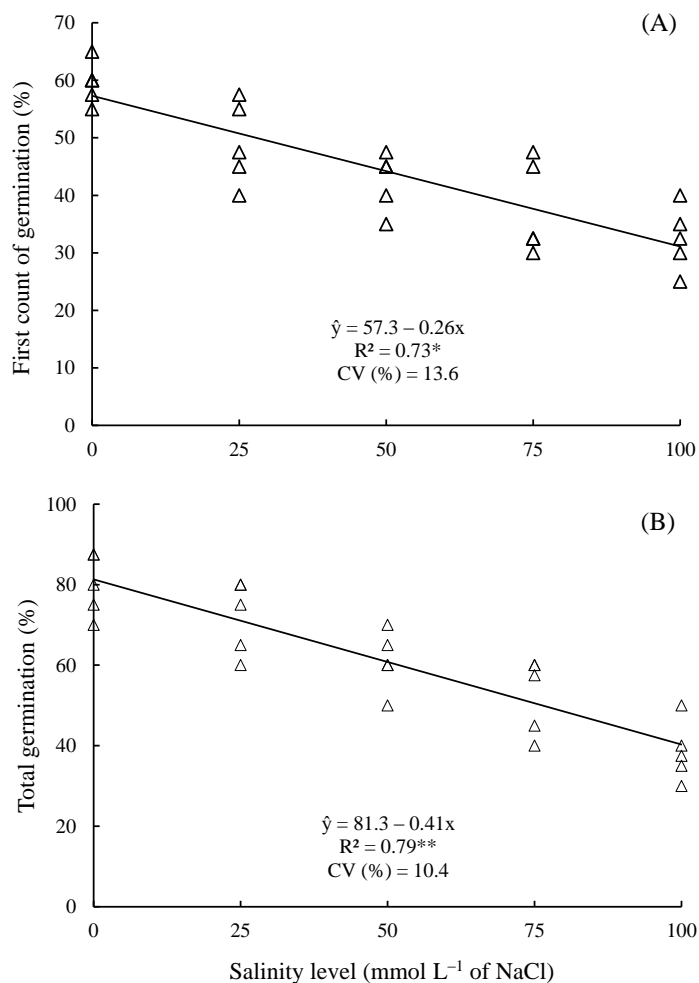 (A)
First count of germination (%)
70
60
50
40
30
20
10
0
ŷ = 57.3 – 0.26x
R² = 0.73*
CV (%) = 13.6
0 25 50 75 100
(B)
Total germination (%)
100
80
60
40
20
0
ŷ = 81.3 – 0.41x
R² = 0.79**
CV (%) = 10.4
0 25 50 75 100
Salinity level (mmol L⁻¹ of NaCl)